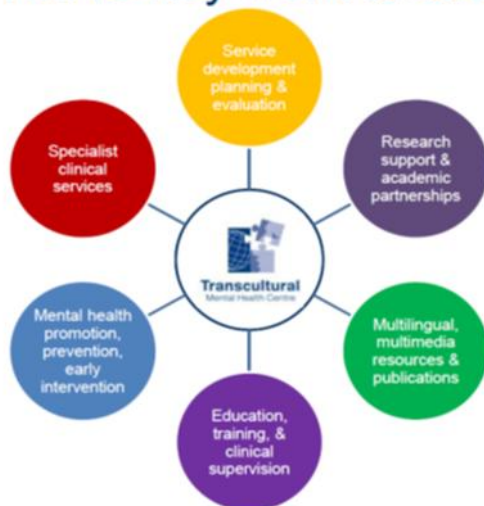 Service
development
planning &
evaluation
Research
support &
academic
partnerships
Multilingual,
multimedia
resources &
publications
Education,
training, &
clinical
supervision
Mental health
promotion,
prevention,
early
intervention
Specialist
clinical
services
Transcultural
Mental Health Centre